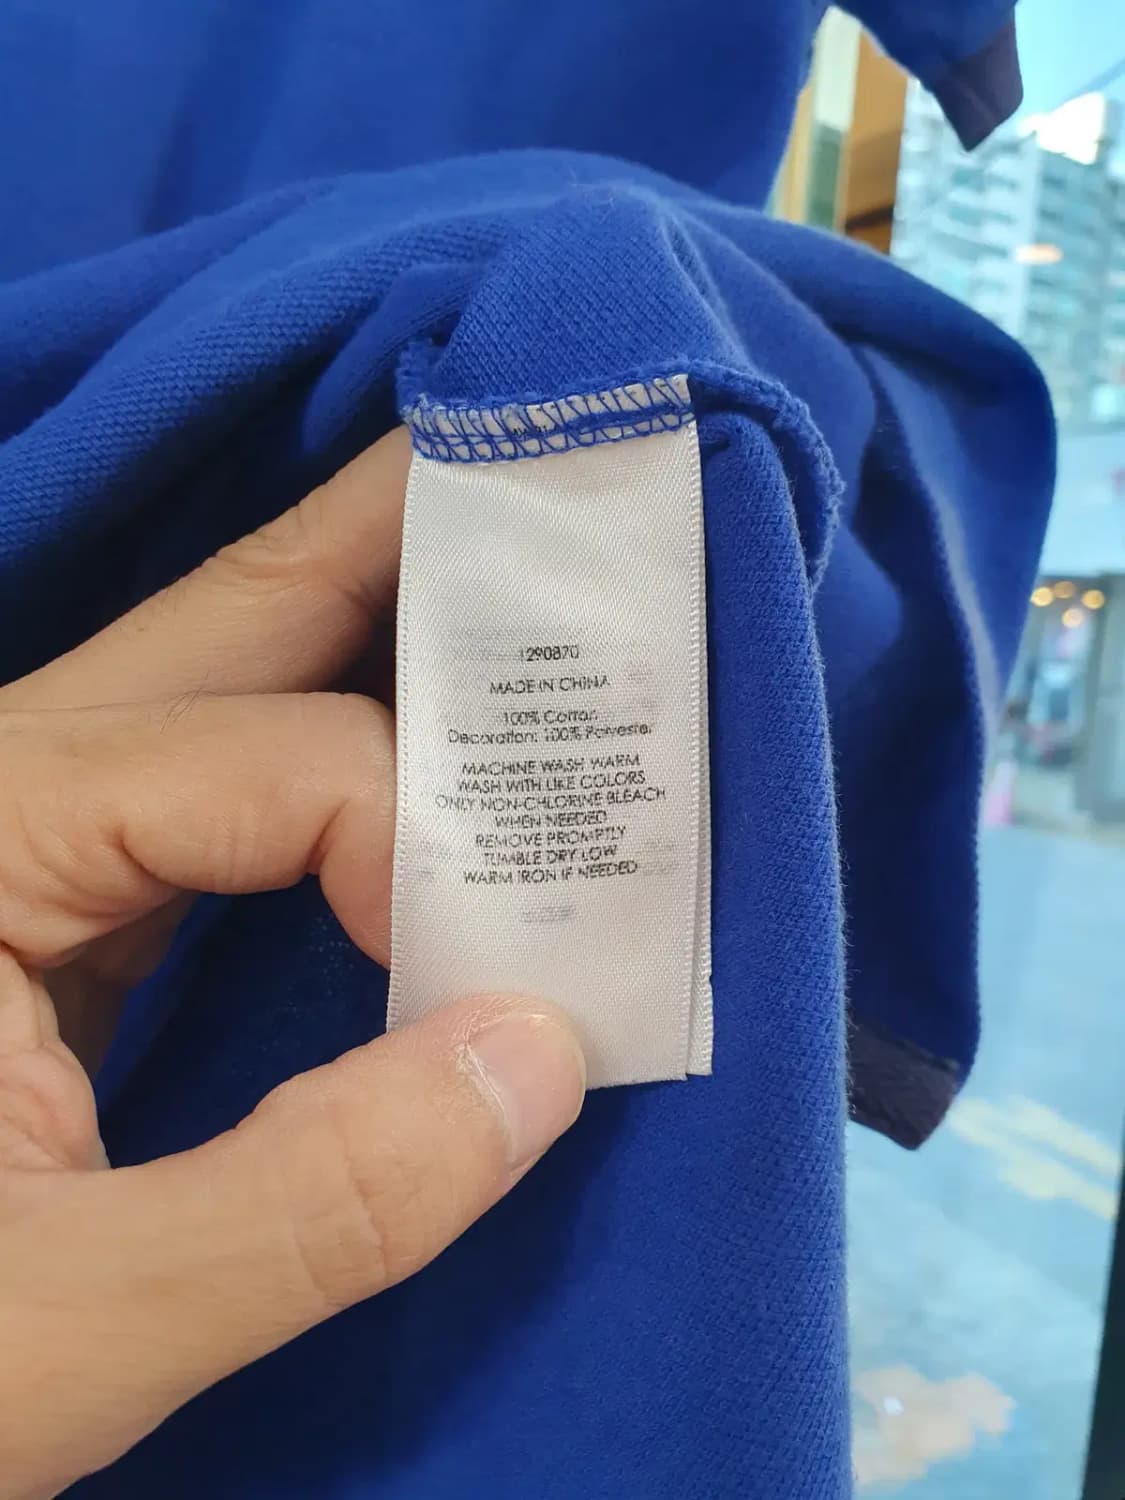 1290870
MADE IN CHINA
100% Cotton
Decoration: 100% Polyester
MACHINE WASH WARM
WASH WITH LIKE COLORS
ONLY NON-CHLORINE BLEACH
WHEN NEEDED
REMOVE PROMPTLY
TUMBLE DRY LOW
WARM IRON IF NEEDED